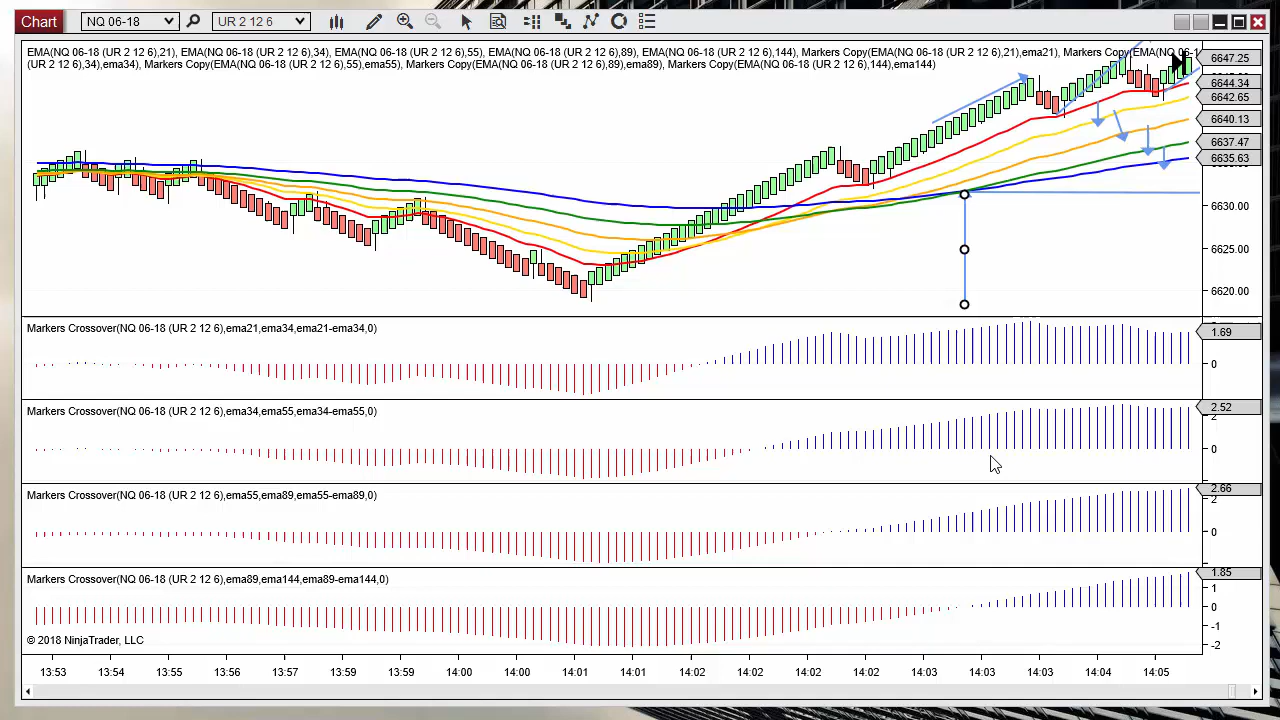 Chart NQ 06-18 UR 2 12 6
EMA(NQ 06-18 (UR 2 12 6),21), EMA(NQ 06-18 (UR 2 12 6),34), EMA(NQ 06-18 (UR 2 12 6),55), EMA(NQ 06-18 (UR 2 12 6),89), EMA(NQ 06-18 (UR 2 12 6),144), Markers Copy(EMA(NQ 06-18 (UR 2 12 6),21),ema21), Markers Copy(EMA(NQ 06-1
(UR 2 12 6),34),ema34), Markers Copy(EMA(NQ 06-18 (UR 2 12 6),55),ema55), Markers Copy(EMA(NQ 06-18 (UR 2 12 6),89),ema89), Markers Copy(EMA(NQ 06-18 (UR 2 12 6),144),ema144)
6647.25
6644.34
6642.65
6640.13
6637.47
6635.63
6630.00
6625.00
6620.00
Markers Crossover(NQ 06-18 (UR 2 12 6),ema21,ema34,ema21-ema34,0)
1.69
0
Markers Crossover(NQ 06-18 (UR 2 12 6),ema34,ema55,ema34-ema55,0)
2.52
2
0
Markers Crossover(NQ 06-18 (UR 2 12 6),ema55,ema89,ema55-ema89,0)
2.66
2
0
Markers Crossover(NQ 06-18 (UR 2 12 6),ema89,ema144,ema89-ema144,0)
1.85
1
0
-1
-2
© 2018 NinjaTrader, LLC
13:53 13:54 13:55 13:56 13:57 13:59 13:59 14:00 14:00 14:01 14:01 14:02 14:02 14:02 14:02 14:03 14:03 14:03 14:04 14:05